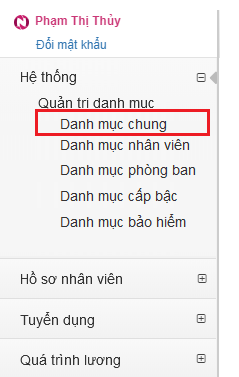 Phạm Thị Thủy
Đổi mật khẩu
Hệ thống
Quản trị danh mục
Danh mục chung
Danh mục nhân viên
Danh mục phòng ban
Danh mục cấp bậc
Danh mục bảo hiểm
Hồ sơ nhân viên
Tuyển dụng
Quá trình lương